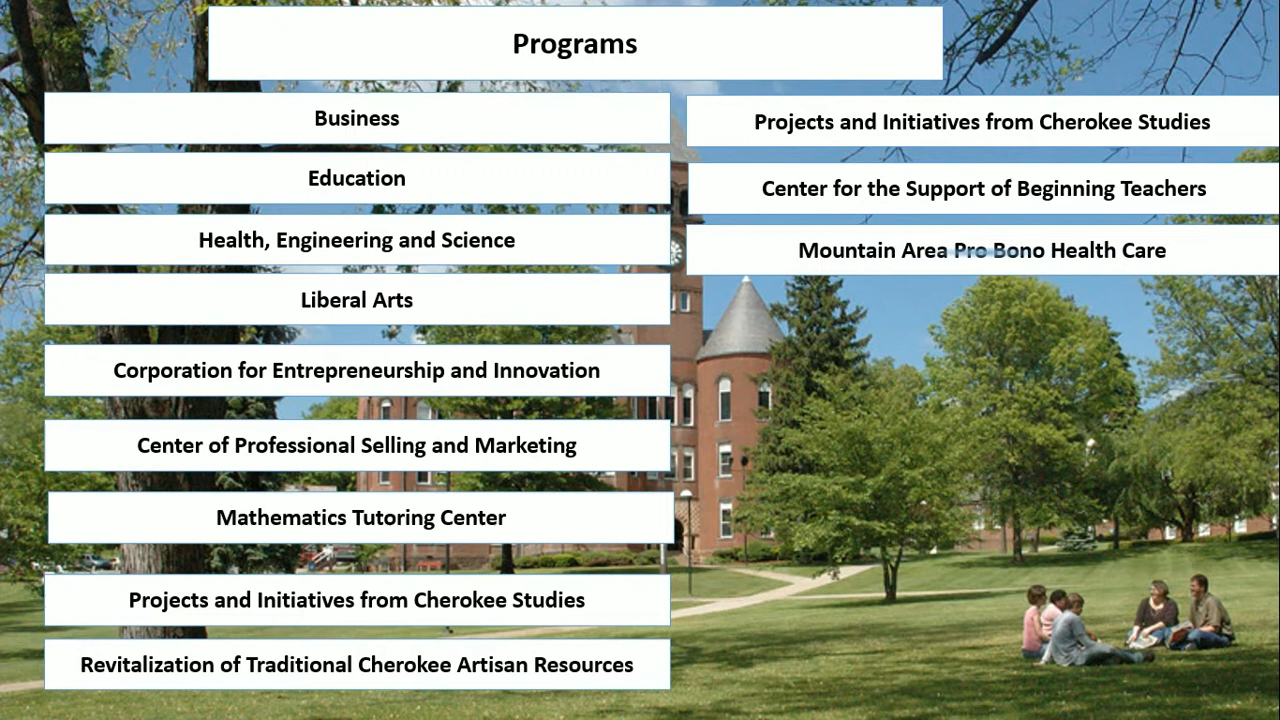 Programs
Business
Education
Health, Engineering and Science
Liberal Arts
Corporation for Entrepreneurship and Innovation
Center of Professional Selling and Marketing
Mathematics Tutoring Center
Projects and Initiatives from Cherokee Studies
Revitalization of Traditional Cherokee Artisan Resources
Projects and Initiatives from Cherokee Studies
Center for the Support of Beginning Teachers
Mountain Area Pro Bono Health Care